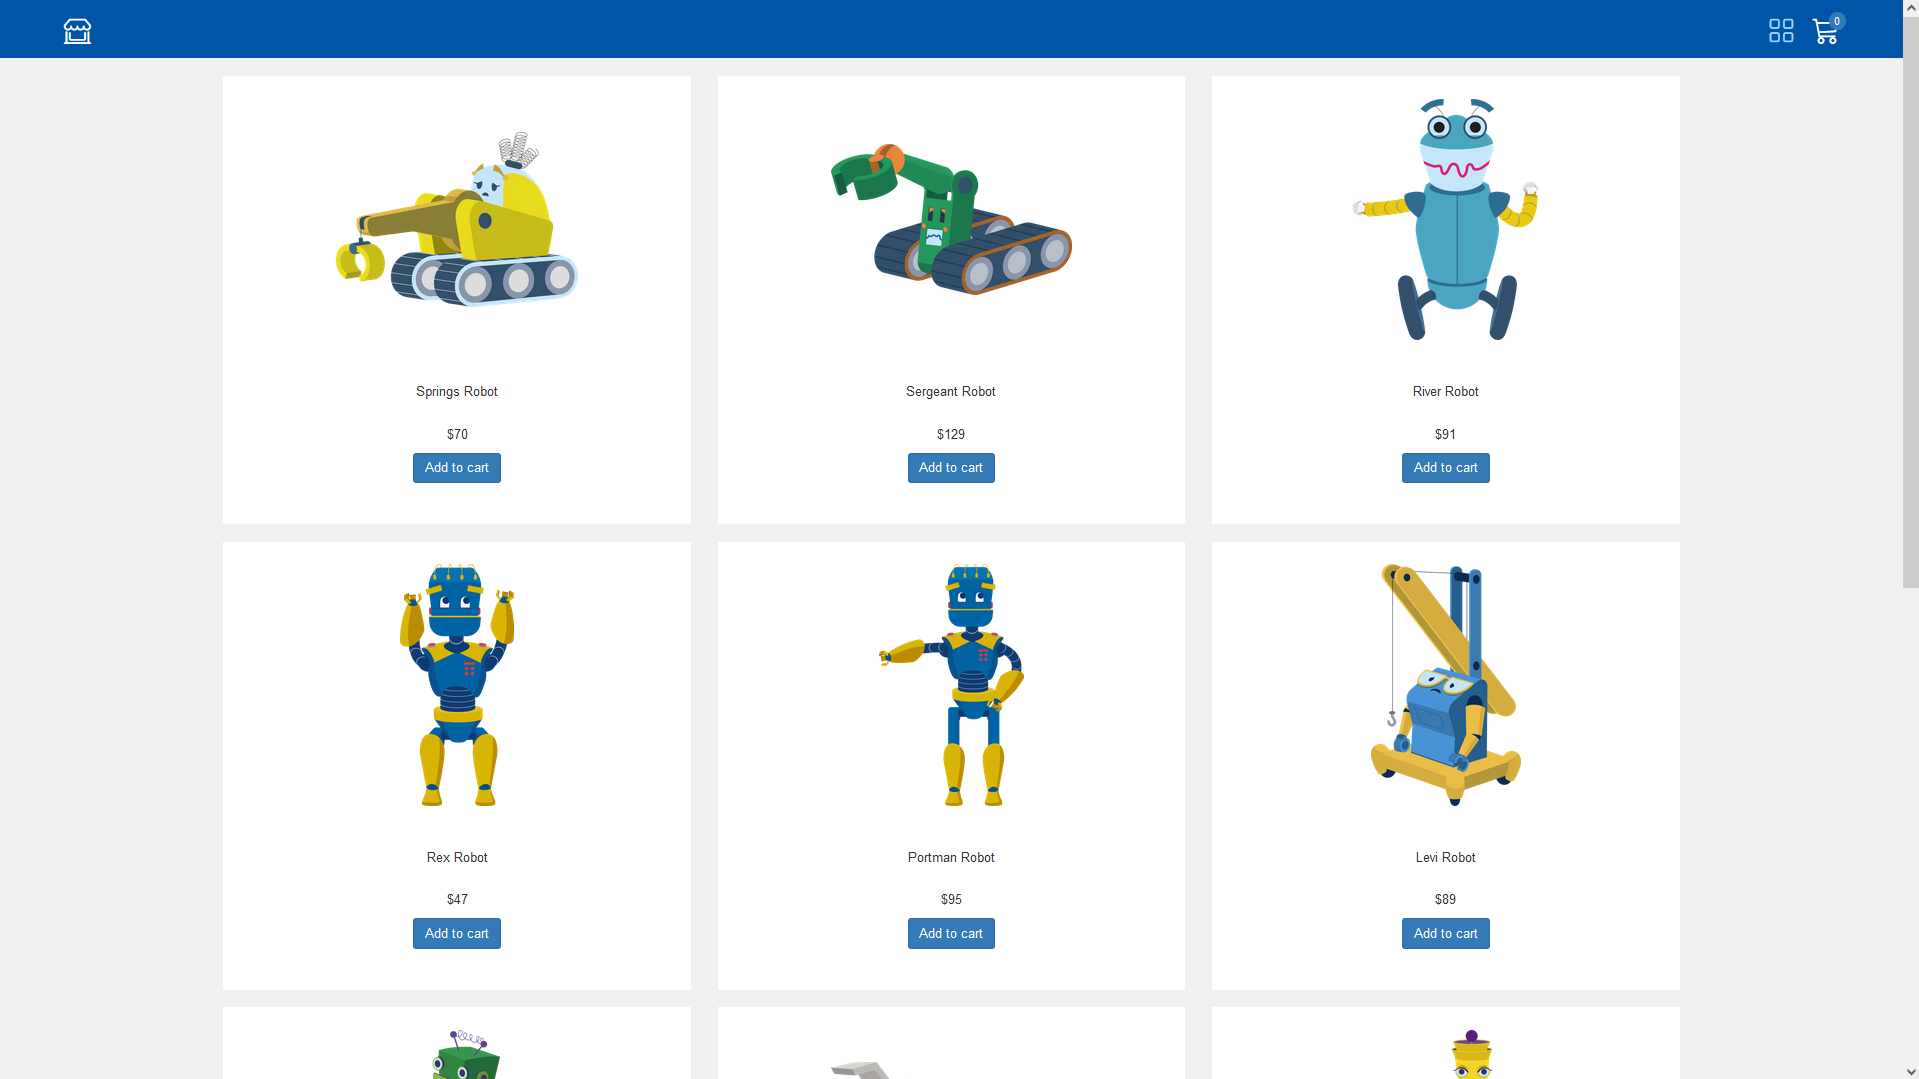 0
Springs Robot
$70
Add to cart
Sergeant Robot
$129
Add to cart
River Robot
$91
Add to cart
Rex Robot
$47
Add to cart
Portman Robot
$95
Add to cart
Levi Robot
$89
Add to cart